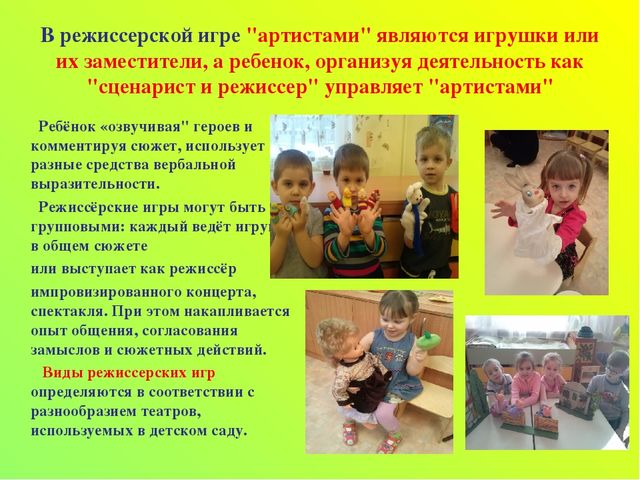 В режиссерской игре "артистами" являются игрушки или
их заместители, а ребенок, организуя деятельность как
"сценарист и режиссер" управляет "артистами"
Ребёнок «озвучивая" героев и
комментируя сюжет, использует
разные средства вербальной
выразительности.
Режиссёрские игры могут быть
групповыми: каждый ведёт
в общем сюжете
или выступает как режиссёр
импровизированного концерта,
спектакля. При этом накапливается
опыт общения, согласования
замыслов и сюжетных действий.
Виды режиссерских игр
определяются в соответствии с
разнообразием театров,
используемых в детском саду.